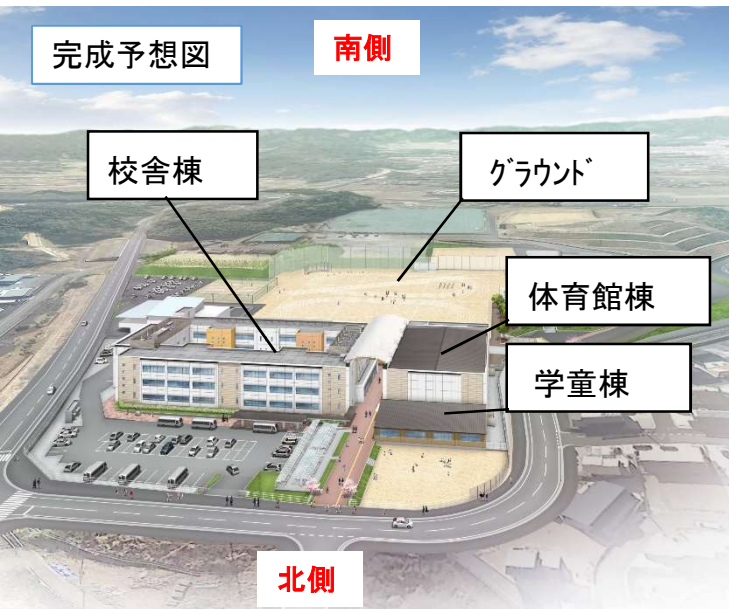 完成予想図
南側
校舎棟
グラウンド
体育館棟
学童棟
北側